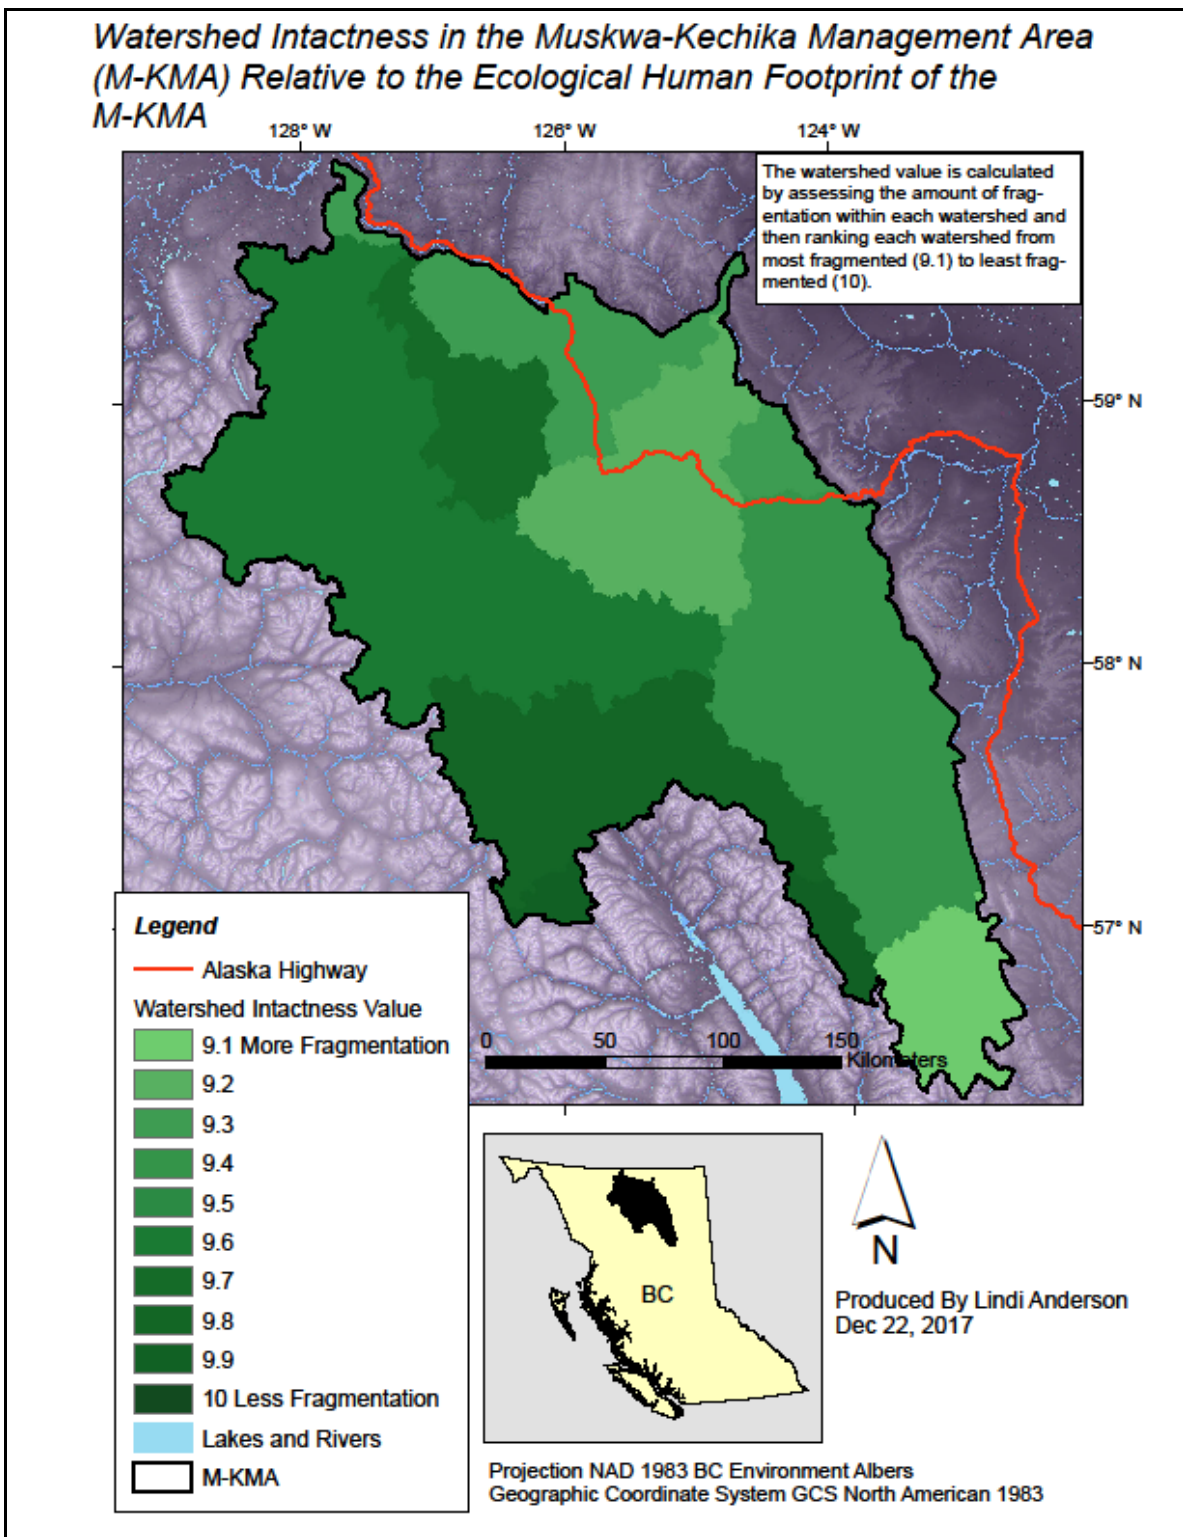 Watershed Intactness in the Muskwa-Kechika Management Area
(M-KMA) Relative to the Ecological Human Footprint of the
M-KMA
128° W
126° W
124° W
The watershed value is calculated
by assessing the amount of frag-
entation within each watershed and
then ranking each watershed from
most fragmented (9.1) to least frag-
mented (10).
59° N
58° N
57° N
Legend
Alaska Highway
Watershed Intactness Value
9.1 More Fragmentation
9.2
9.3
9.4
9.5
9.6
9.7
9.8
9.9
10 Less Fragmentation
Lakes and Rivers
M-KMA
0 50 100 150
Kilometers
BC
N
Produced By Lindi Anderson
Dec 22, 2017
Projection NAD 1983 BC Environment Albers
Geographic Coordinate System GCS North American 1983